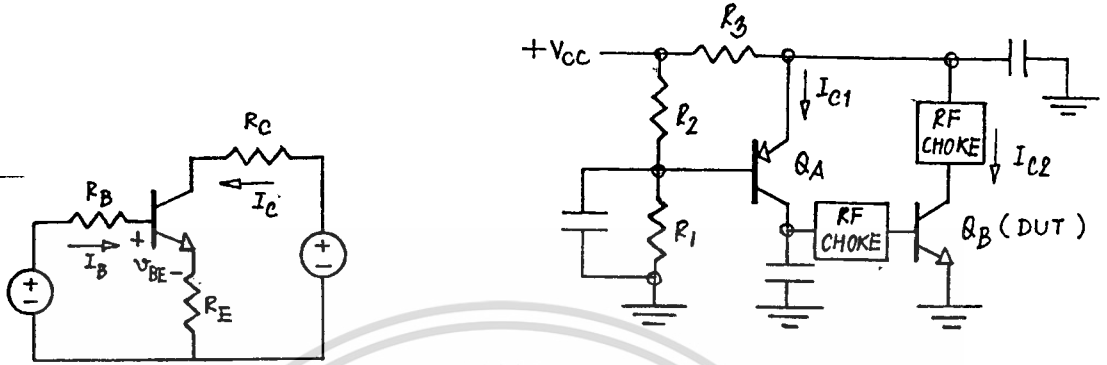 R_B
I_B
+
v_BE
-
R_C
I_C
R_E
+
-
+
-
+V_CC
R_3
R_2
R_1
I_C1
Q_A
RF
CHOKE
RF
CHOKE
I_C2
Q_B (DUT)